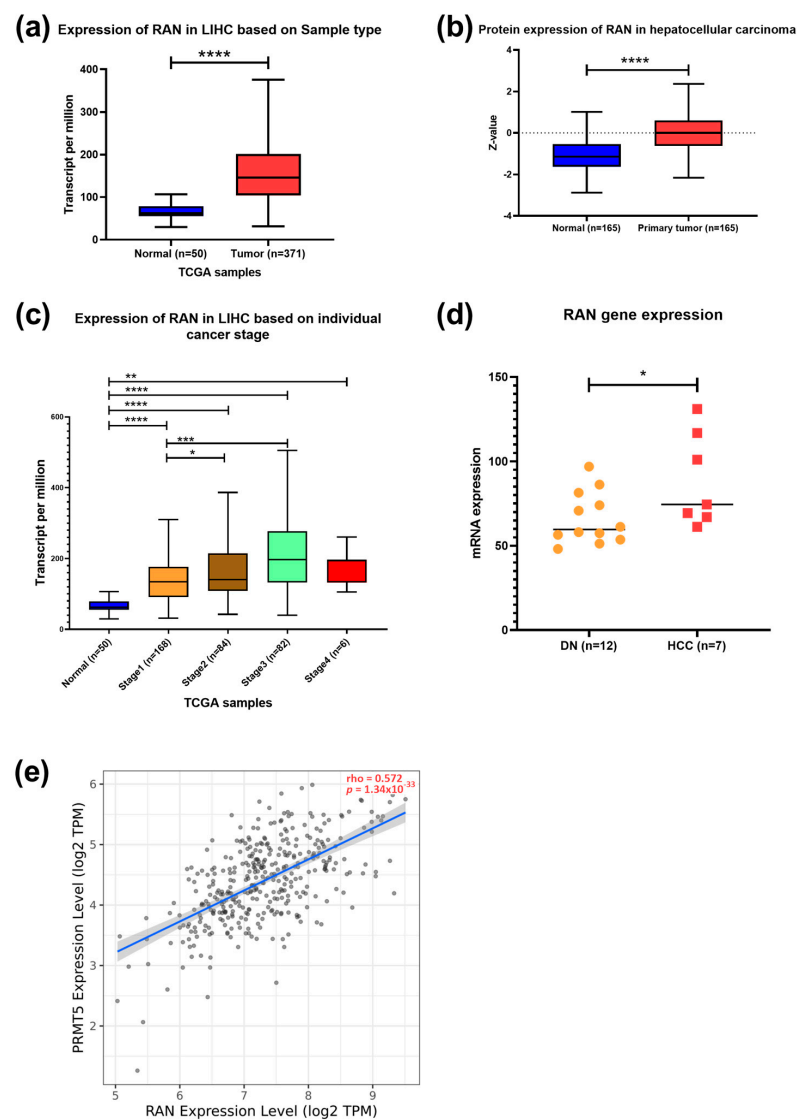 (a)
Expression of RAN in LIHC based on Sample type
****
Transcript per million
400
300
200
100
0
Normal (n=50)
Tumor (n=371)
TCGA samples
(b)
Protein expression of RAN in hepatocellular carcinoma
****
Z-value
4
2
0
-2
-4
Normal (n=165)
Primary tumor (n=165)
(c)
Expression of RAN in LIHC based on individual
cancer stage
**
****
****
****
***
*
Transcript per million
600
400
200
0
Normal (n=50)
Stage1 (n=168)
Stage2 (n=84)
Stage3 (n=82)
Stage4 (n=6)
TCGA samples
(d)
RAN gene expression
*
mRNA expression
150
100
50
0
DN (n=12)
HCC (n=7)
(e)
rho = 0.572
p = 1.34x10-33
PRMT5 Expression Level (log2 TPM)
6
5
4
3
2
5
6
7
8
9
RAN Expression Level (log2 TPM)